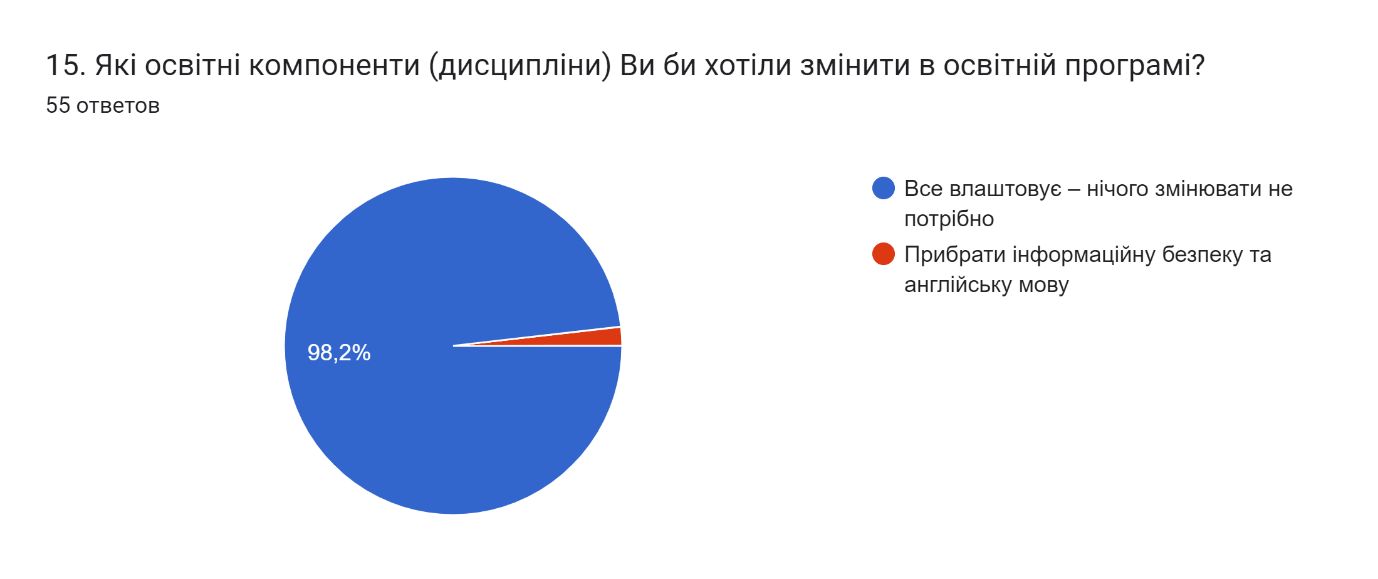 15. Які освітні компоненти (дисципліни) Ви би хотіли змінити в освітній програмі?
55 ответов
Все влаштовує – нічого змінювати не
потрібно
Прибрати інформаційну безпеку та
англійську мову
98,2%